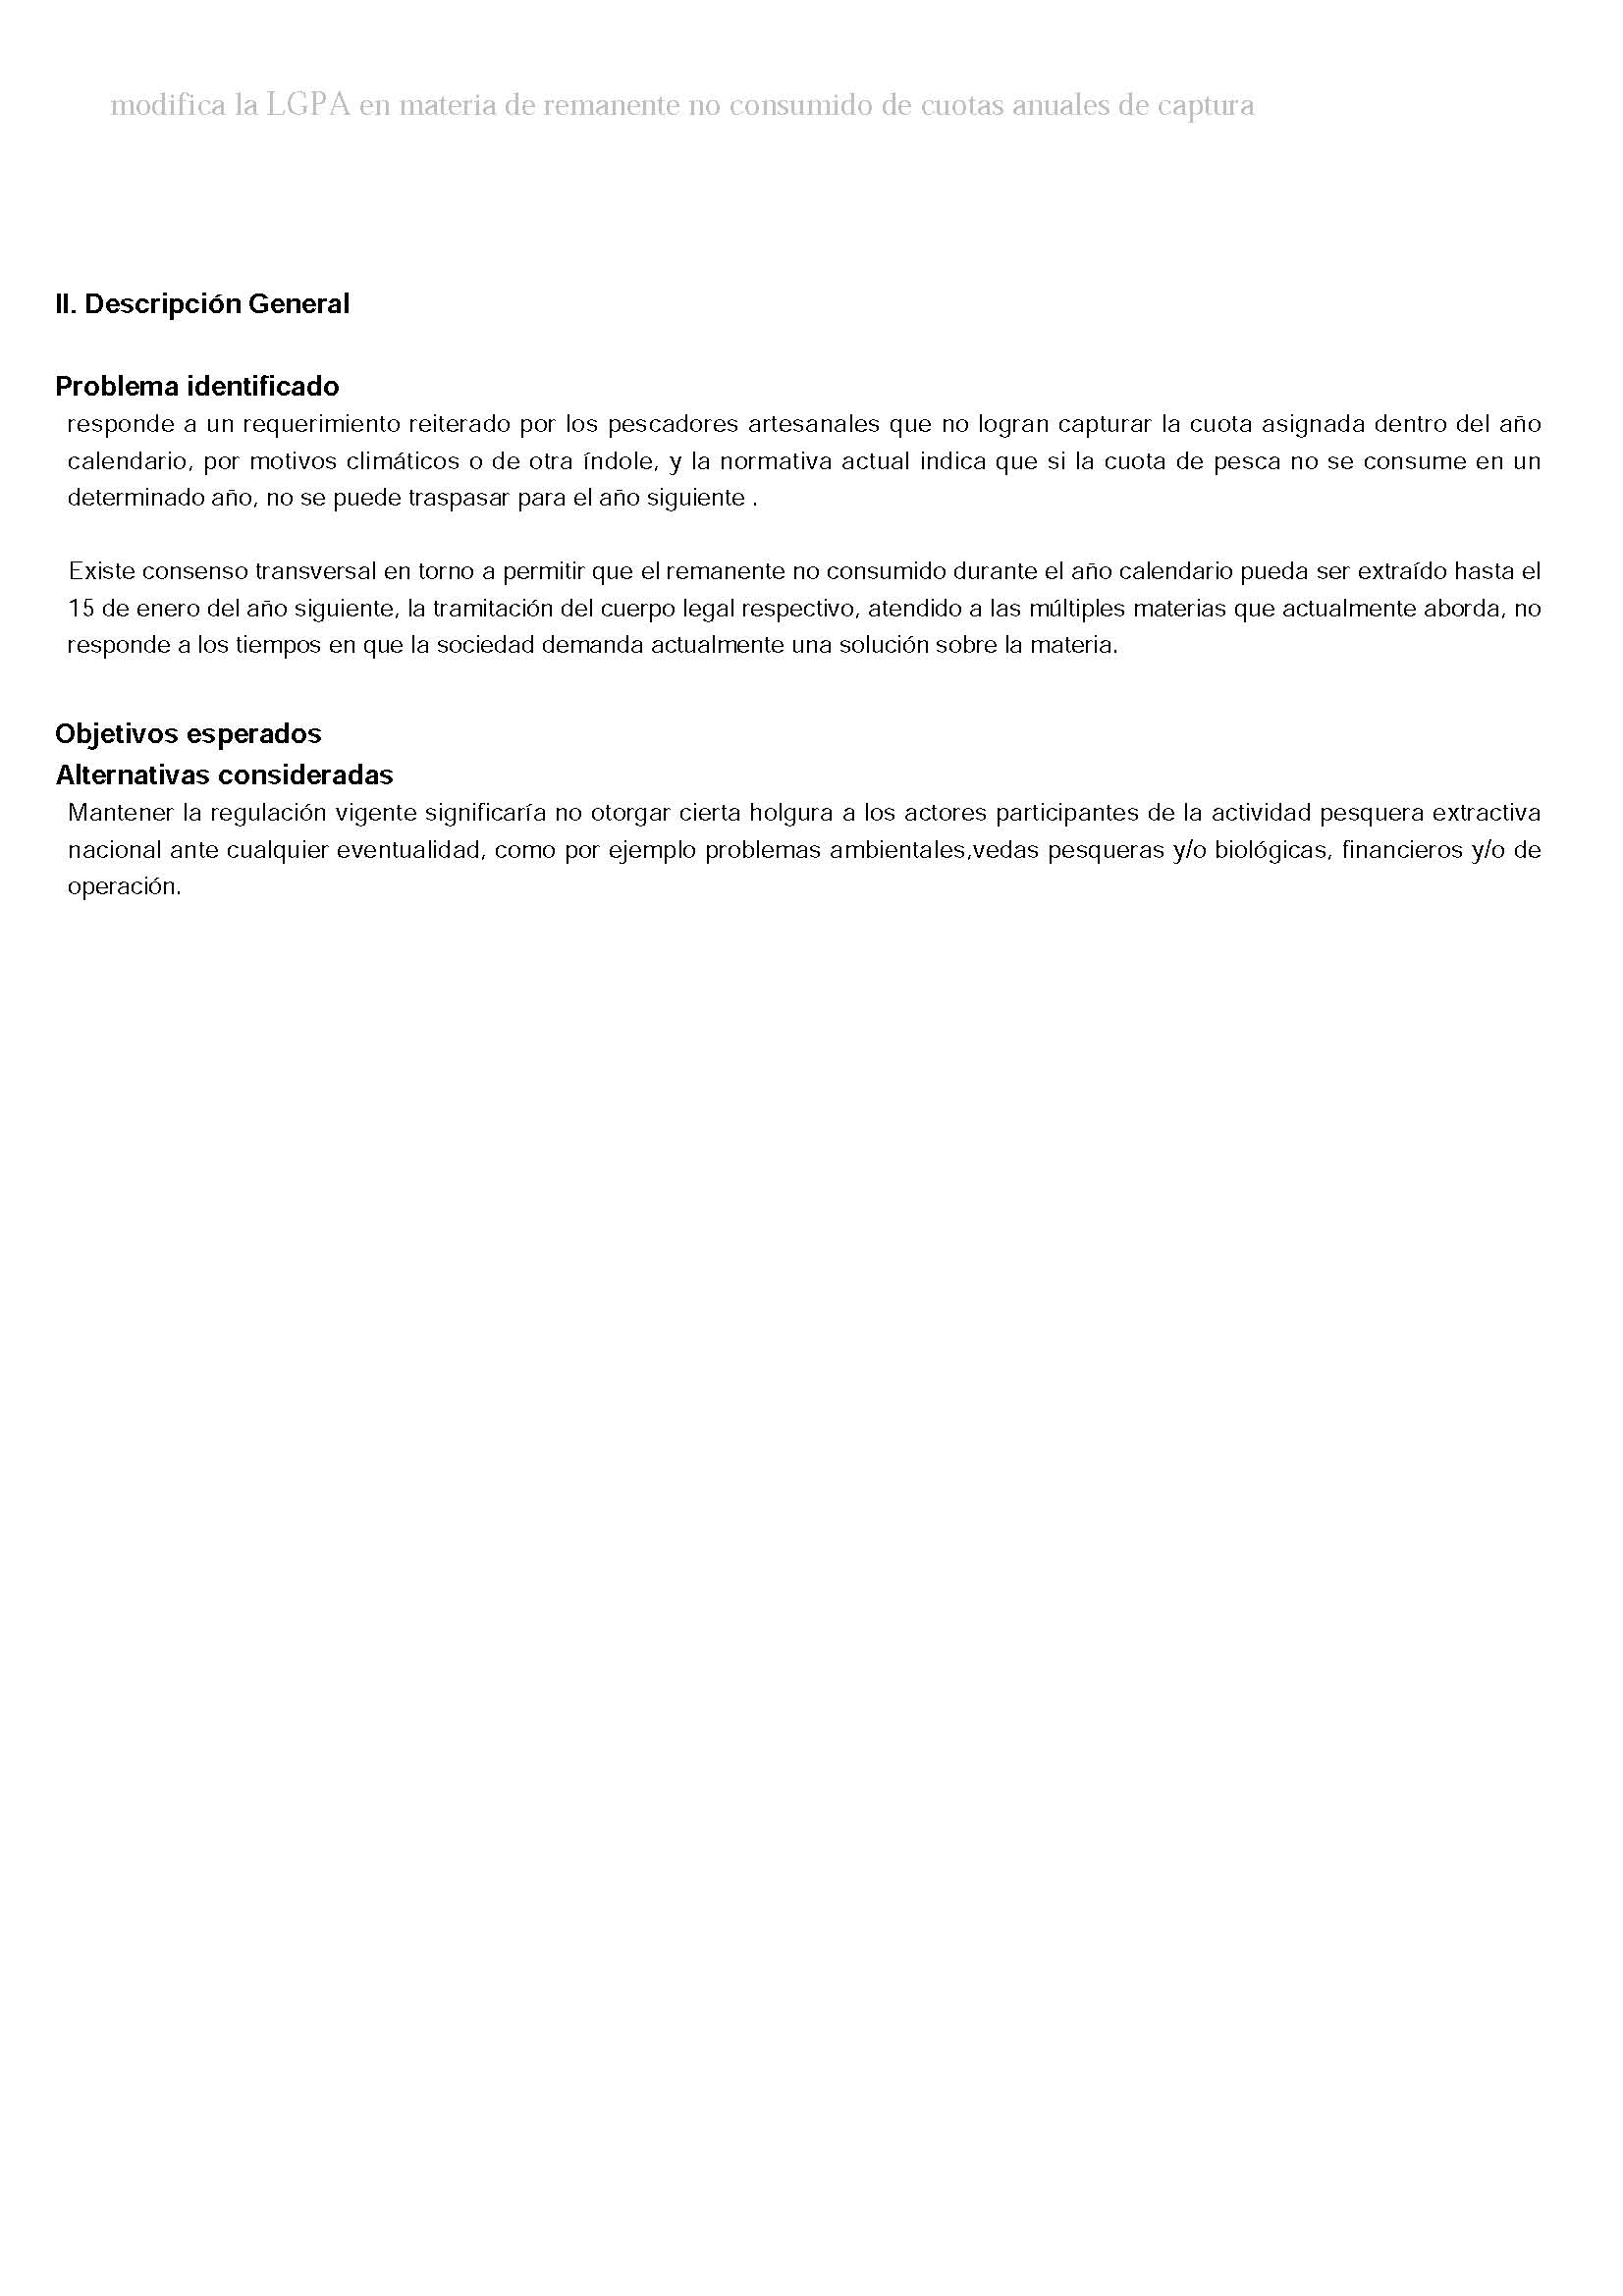 modifica la LGPA en materia de remanente no consumido de cuotas anuales de captura
II. Descripción General
Problema identificado
responde a un requerimiento reiterado por los pescadores artesanales que no logran capturar la cuota asignada dentro del año
calendario, por motivos climáticos o de otra índole, y la normativa actual indica que si la cuota de pesca no se consume en un
determinado año, no se puede traspasar para el año siguiente .
Existe consenso transversal en torno a permitir que el remanente no consumido durante el año calendario pueda ser extraído hasta el
15 de enero del año siguiente, la tramitación del cuerpo legal respectivo, atendido a las múltiples materias que actualmente aborda, no
responde a los tiempos en que la sociedad demanda actualmente una solución sobre la materia.
Objetivos esperados
Alternativas consideradas
Mantener la regulación vigente significaría no otorgar cierta holgura a los actores participantes de la actividad pesquera extractiva
nacional ante cualquier eventualidad, como por ejemplo problemas ambientales,vedas pesqueras y/o biológicas, financieros y/o de
operación.